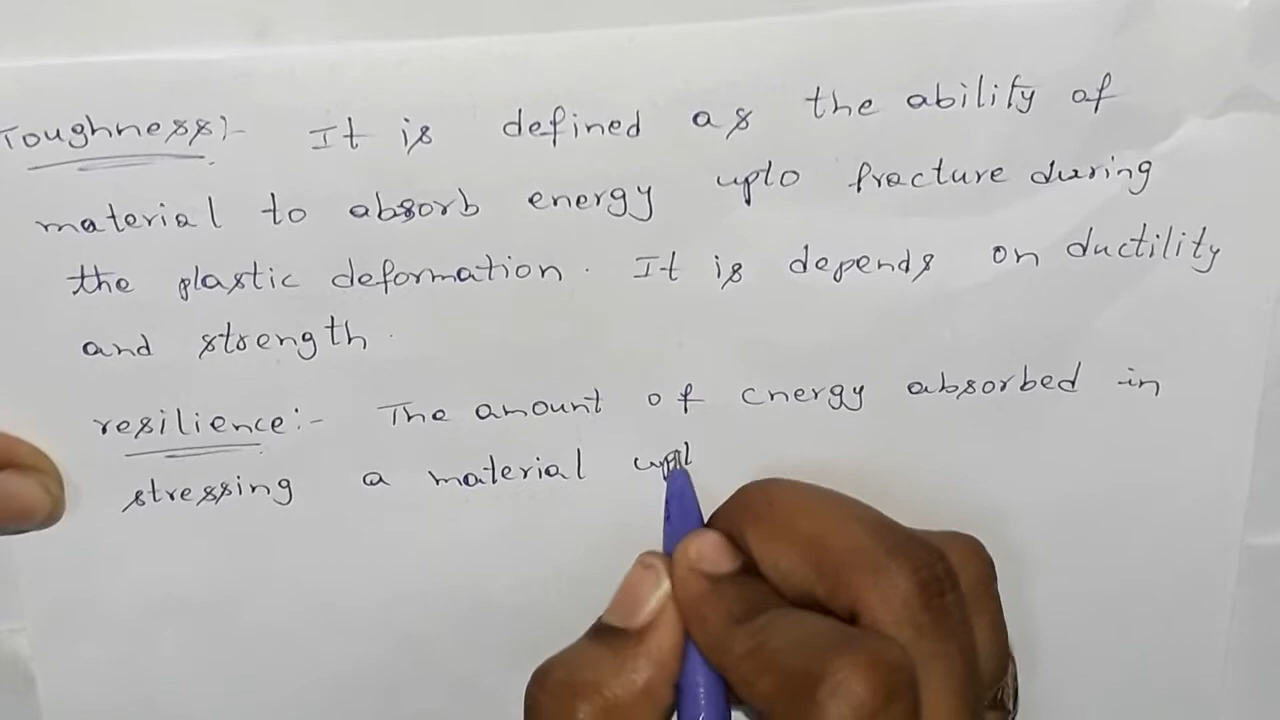 Toughness:- It is defined as the ability of
material to absorb energy upto fracture during
the plastic deformation. It is depends on ductility
and strength.
resilience:- The amount of energy absorbed in
stressing a material